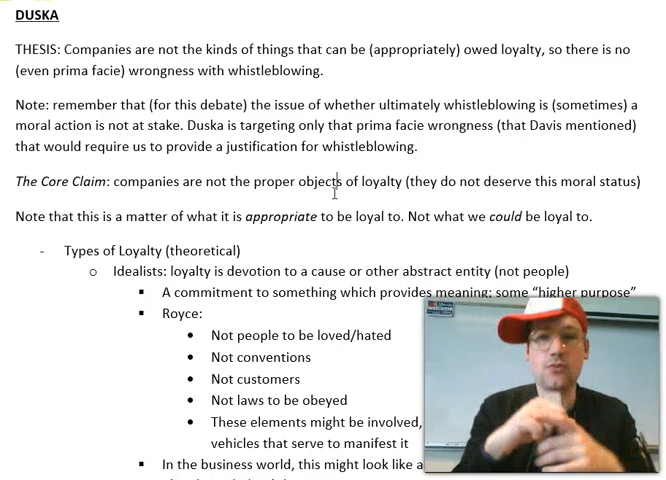 DUSKA
THESIS: Companies are not the kinds of things that can be (appropriately) owed loyalty, so there is no
(even prima facie) wrongness with whistleblowing.
Note: remember that (for this debate) the issue of whether ultimately whistleblowing is (sometimes) a
moral action is not at stake. Duska is targeting only that prima facie wrongness (that Davis mentioned)
that would require us to provide a justification for whistleblowing.
The Core Claim: companies are not the proper objects of loyalty (they do not deserve this moral status)
Note that this is a matter of what it is appropriate to be loyal to. Not what we could be loyal to.
- Types of Loyalty (theoretical)
o Idealists: loyalty is devotion to a cause or other abstract entity (not people)
▪ A commitment to something which provides meaning; some “higher purpose”
▪ Royce:
• Not people to be loved/hated
• Not conventions
• Not customers
• Not laws to be obeyed
• These elements might be involved,
vehicles that serve to manifest it
▪ In the business world, this might look like a